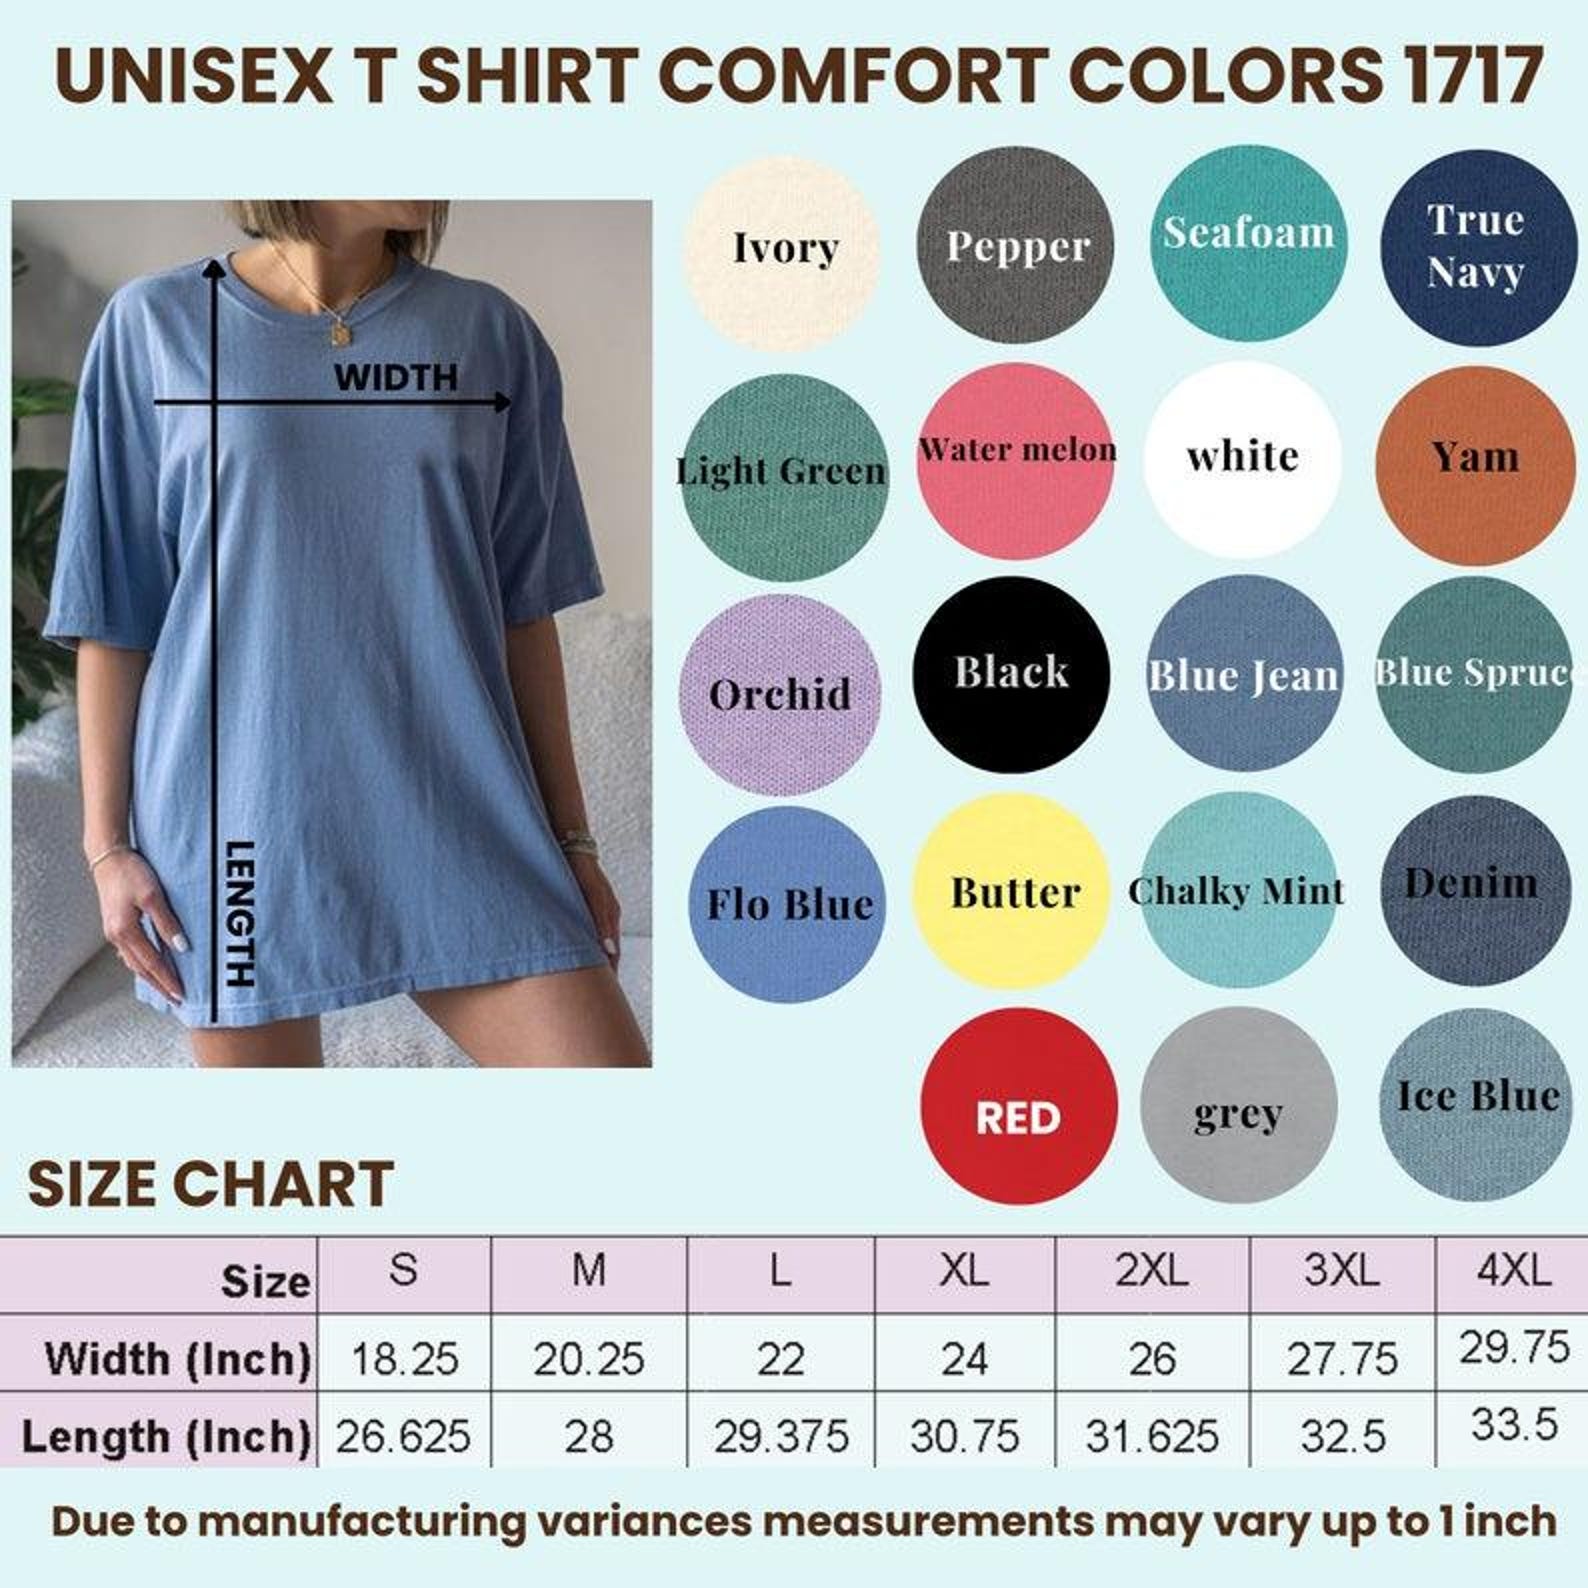 UNISEX T SHIRT COMFORT COLORS 1717
Ivory
Pepper
Seafoam
True
Navy
WIDTH
Light Green
Water melon
white
Yam
Orchid
Black
Blue Jean
Blue Spruce
LENGTH
Flo Blue
Butter
Chalky Mint
Denim
RED
grey
Ice Blue
SIZE CHART
Size S M L XL 2XL 3XL 4XL
Width (Inch) 18.25 20.25 22 24 26 27.75 29.75
Length (Inch) 26.625 28 29.375 30.75 31.625 32.5 33.5
Due to manufacturing variances measurements may vary up to 1 inch